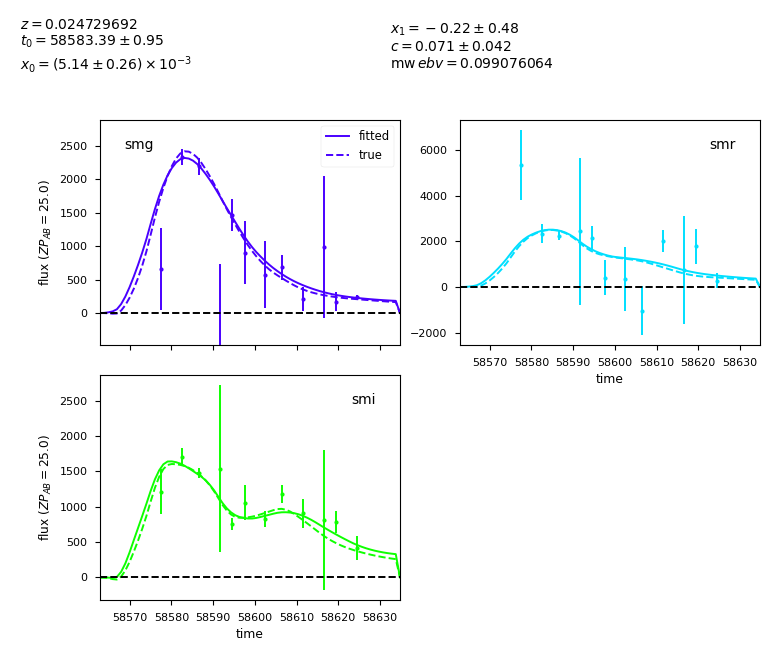 z = 0.024729692
t₀ = 58583.39 ± 0.95
x₀ = (5.14 ± 0.26) × 10⁻³
x₁ = −0.22 ± 0.48
c = 0.071 ± 0.042
mw ebv = 0.099076064
smg
fitted
true
flux (ZP_AB = 25.0)
2500
2000
1500
1000
500
0
smr
6000
4000
2000
0
−2000
58570 58580 58590 58600 58610 58620 58630
time
smi
flux (ZP_AB = 25.0)
2500
2000
1500
1000
500
0
58570 58580 58590 58600 58610 58620 58630
time